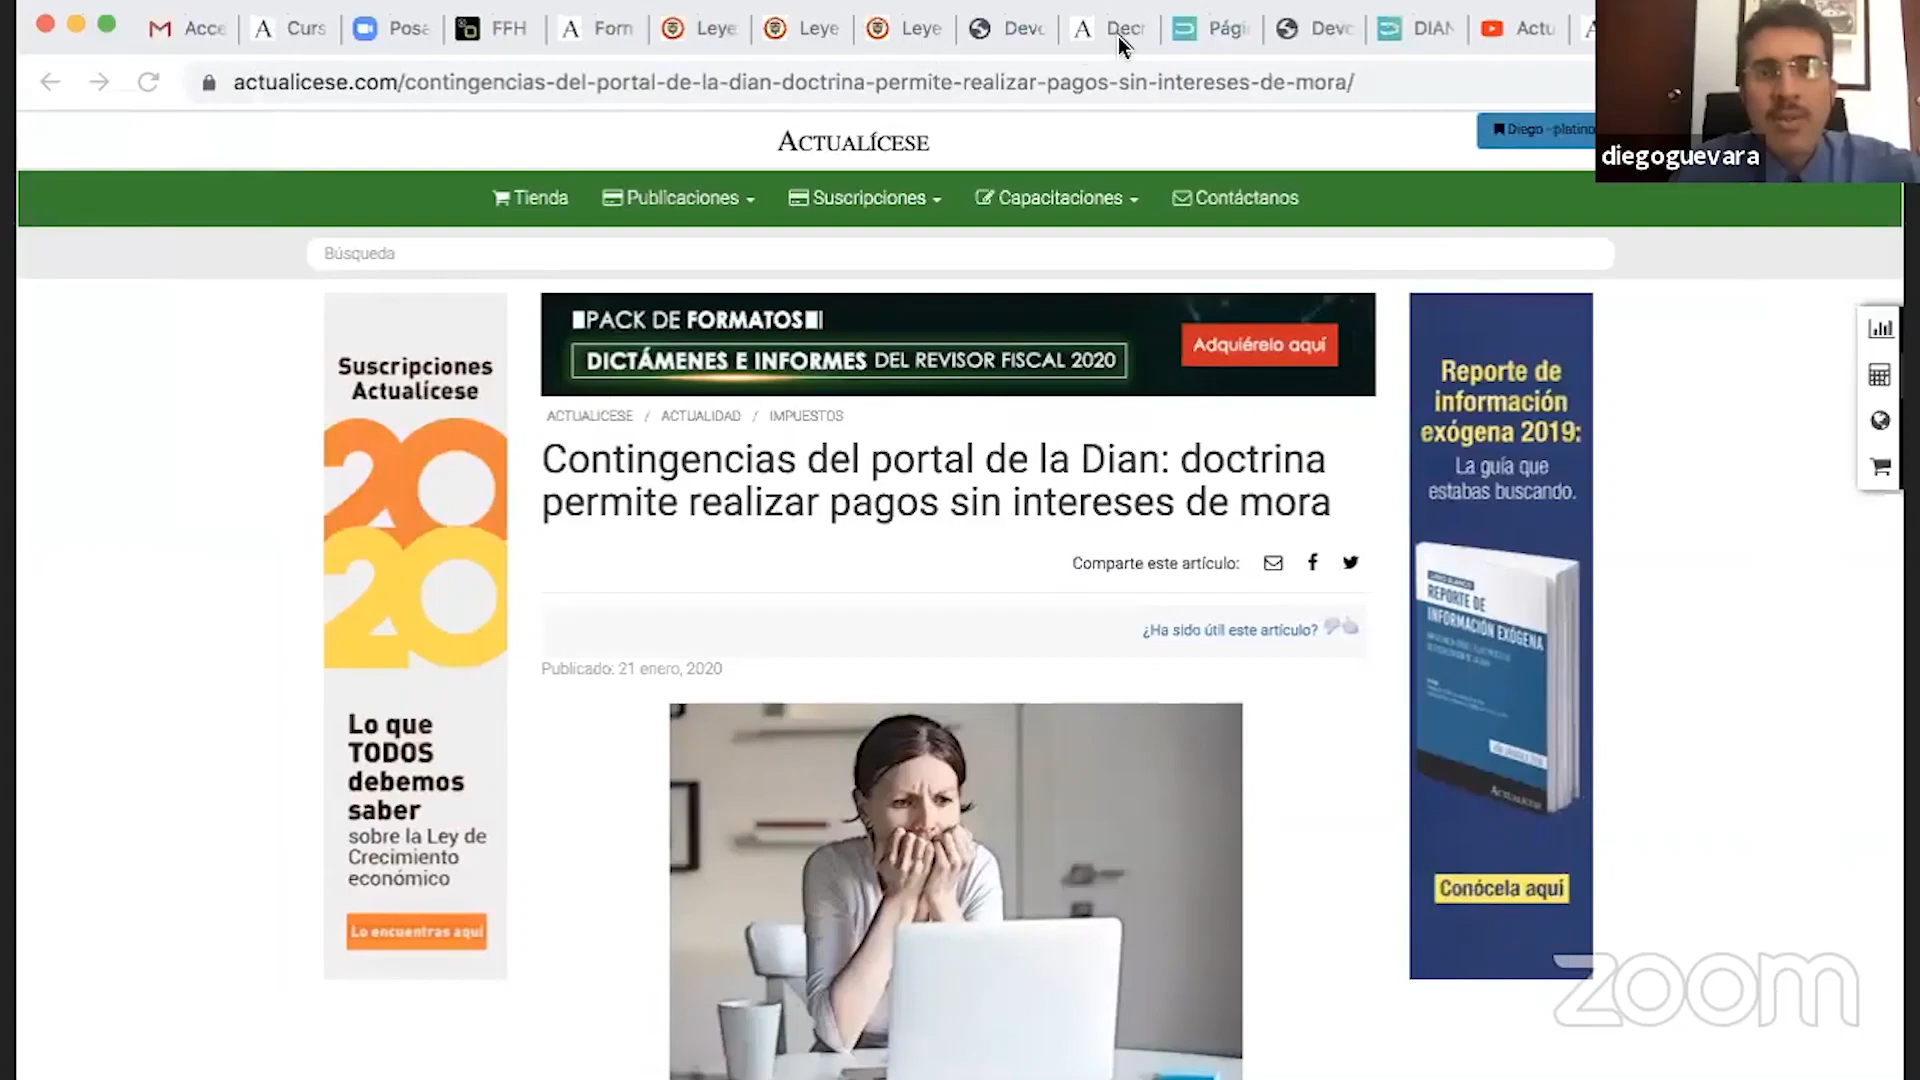 Acce
Curs
Posa
FFH
Form
Leye
Leye
Leye
Devo
Decr
Pági
Devo
DIAN
Actu
actualicese.com/contingencias-del-portal-de-la-dian-doctrina-permite-realizar-pagos-sin-intereses-de-mora/
diegoguevara
ACTUALÍCESE
Diego - platino
Tienda
Publicaciones
Suscripciones
Capacitaciones
Contáctanos
Búsqueda
Suscripciones
Actualícese
2020
Lo que
TODOS
debemos
saber
sobre la Ley de
Crecimiento
económico
Lo encuentras aquí
PACK DE FORMATOS
DICTÁMENES E INFORMES DEL REVISOR FISCAL 2020
Adquiérelo aquí
ACTUALICESE / ACTUALIDAD / IMPUESTOS
Contingencias del portal de la Dian: doctrina
permite realizar pagos sin intereses de mora
Comparte este artículo:
¿Ha sido útil este artículo?
Publicado: 21 enero, 2020
Reporte de
información
exógena 2019:
La guía que
estabas buscando.
REPORTE DE
INFORMACIÓN EXÓGENA
ACTUALÍCESE
Conócela aquí
zoom